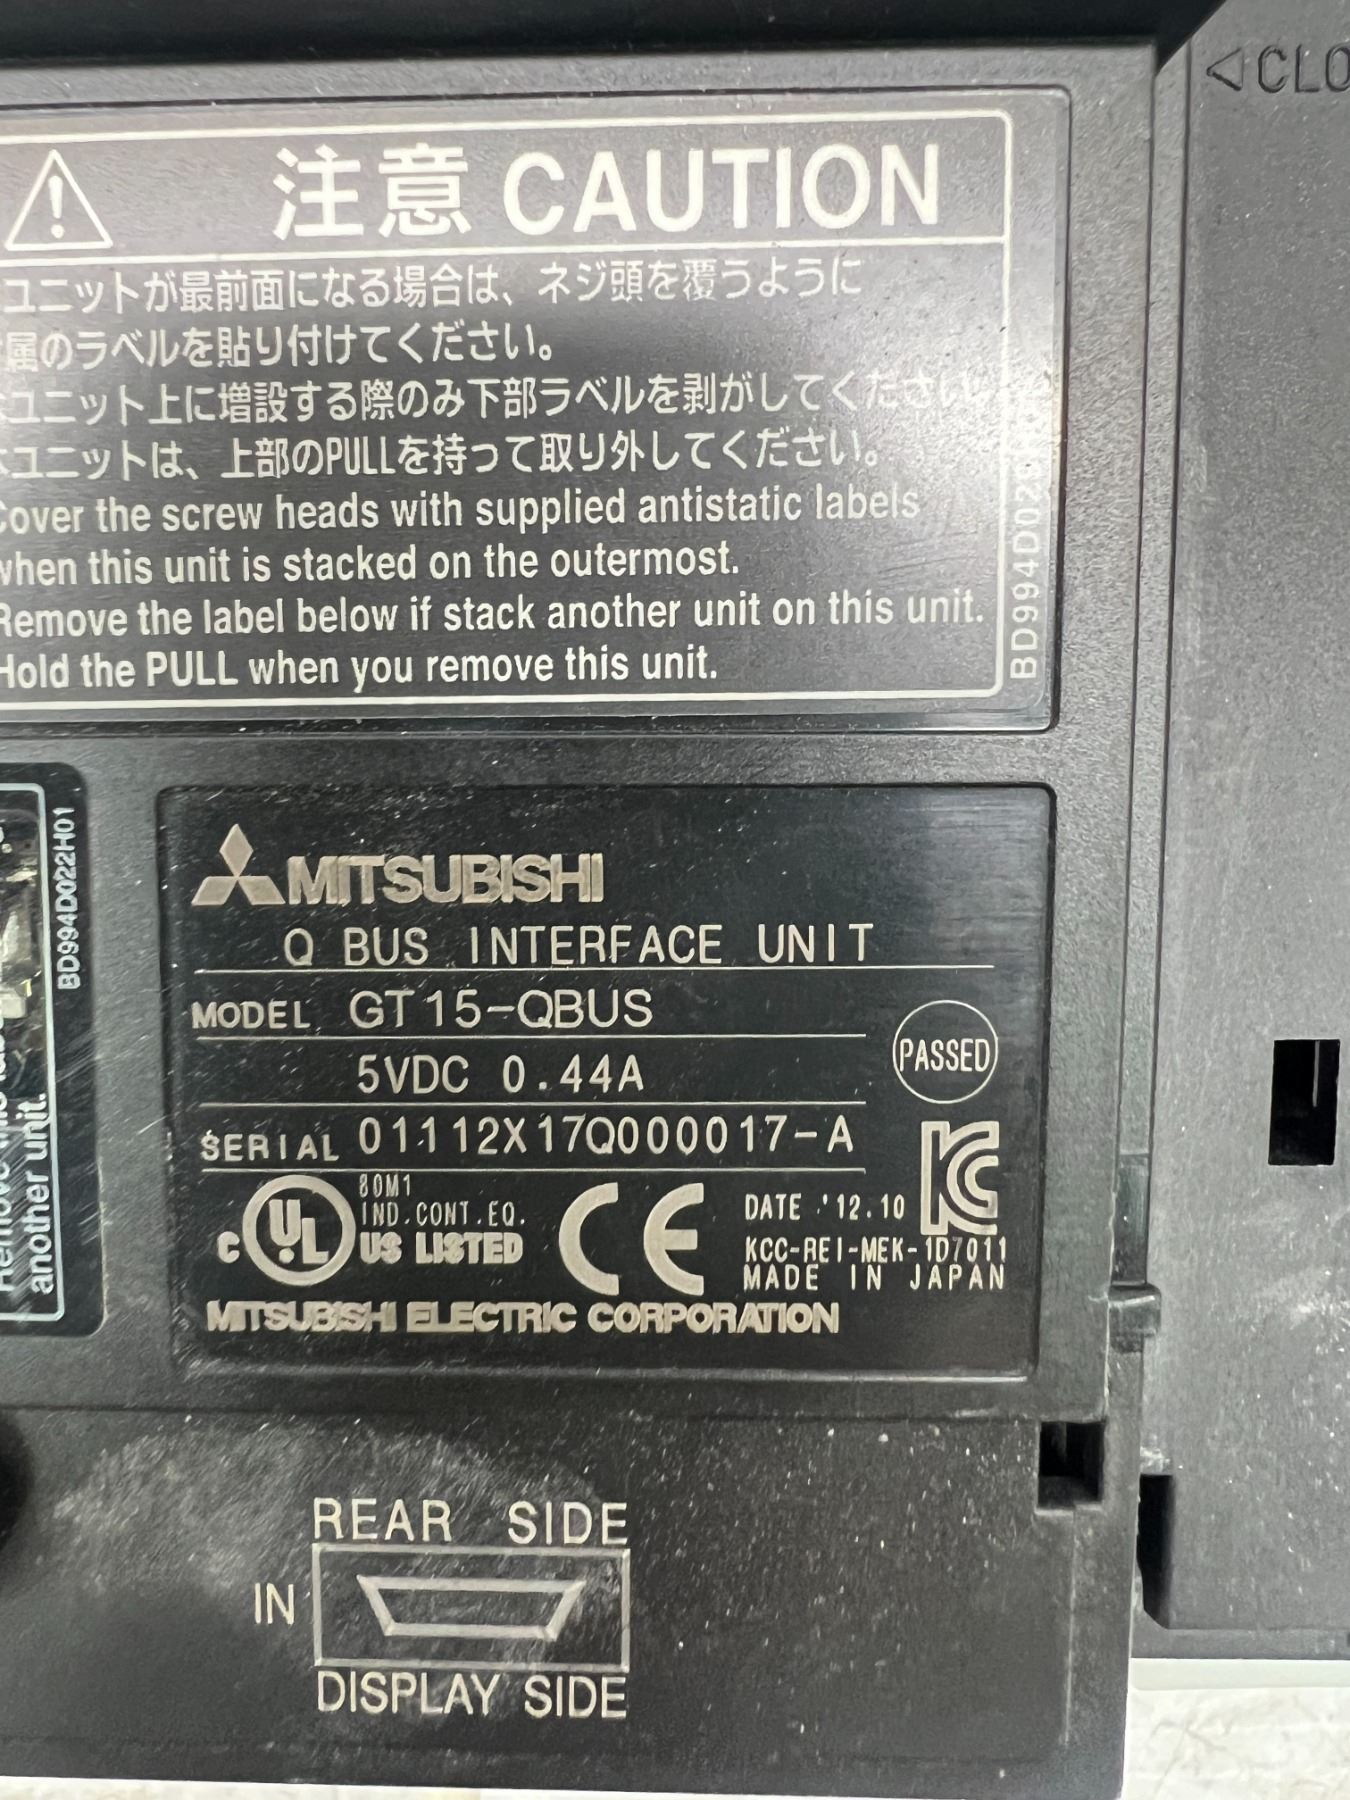 ◁CLO
注意 CAUTION
ユニットが最前面になる場合は、ネジ頭を覆うように
属のラベルを貼り付けてください。
ユニット上に増設する際のみ下部ラベルを剥がしてください
ユニットは、上部のPULLを持って取り外してください。
Cover the screw heads with supplied antistatic labels
when this unit is stacked on the outermost.
Remove the label below if stack another unit on this unit.
Hold the PULL when you remove this unit.
BD994D02
BD994D022H01
another unit.
MITSUBISHI
Q BUS INTERFACE UNIT
MODEL GT15-QBUS
5VDC 0.44A
PASSED
SERIAL 01112X17Q000017-A
C UL
80M1
IND.CONT.EQ.
US LISTED
CE
DATE '12.10
KCC-REI-MEK-1D7011
MADE IN JAPAN
MITSUBISHI ELECTRIC CORPORATION
REAR SIDE
IN
DISPLAY SIDE